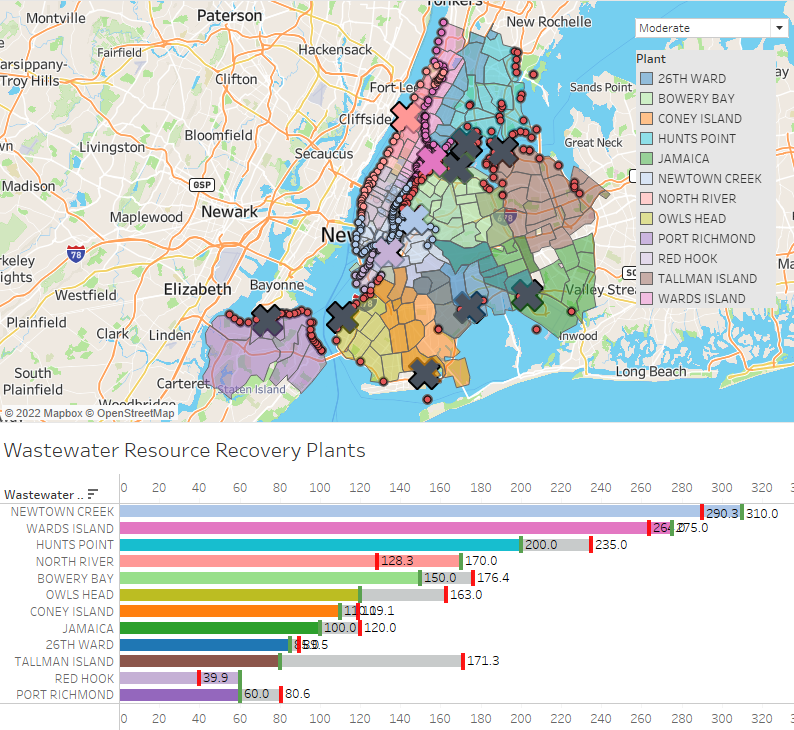 Yonkers
Montville
Paterson
New Rochelle
Moderate
Hackensack
Fairfield
Troy Hills
Clifton
Fort Lee
Sands Point
Cliffside
Bloomfield
Livingston
Secaucus
Great Neck
Madison
GSP
Maplewood
Newark
678
78
Westfield
Elizabeth
Bayonne
Valley
Plainfield
Clark
Linden
Inwood
South
Plainfield
Carteret
Staten Island
Long Beach
Woodbridge
© 2022 Mapbox © OpenStreetMap
Plant
26TH WARD
BOWERY BAY
CONEY ISLAND
HUNTS POINT
JAMAICA
NEWTOWN CREEK
NORTH RIVER
OWLS HEAD
PORT RICHMOND
RED HOOK
TALLMAN ISLAND
WARDS ISLAND
Wastewater Resource Recovery Plants
0 20 40 60 80 100 120 140 160 180 200 220 240 260 280 300 320
Wastewater ..
NEWTOWN CREEK 290.3 310.0
WARDS ISLAND 275.0
HUNTS POINT 200.0 235.0
NORTH RIVER 128.3 170.0
BOWERY BAY 150.0 176.4
OWLS HEAD 163.0
CONEY ISLAND 119.1
JAMAICA 100.0 120.0
26TH WARD
TALLMAN ISLAND 171.3
RED HOOK 39.9
PORT RICHMOND 60.0 80.6
0 20 40 60 80 100 120 140 160 180 200 220 240 260 280 300 320